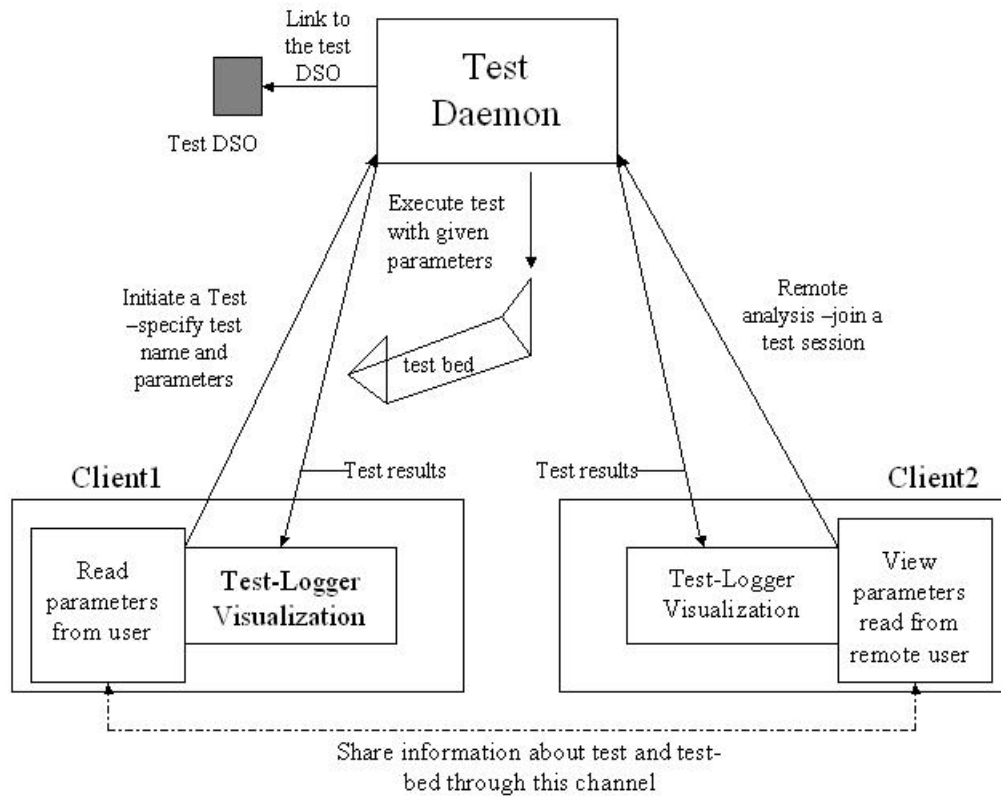 Link to
the test
DSO
Test
Daemon
Test DSO
Execute test
with given
parameters
Initiate a Test
–specify test
name and
parameters
Remote
analysis –join a
test session
test bed
Test results
Test results
Client1
Client2
Read
parameters
from user
Test-Logger
Visualization
Test-Logger
Visualization
View
parameters
read from
remote user
Share information about test and test-
bed through this channel